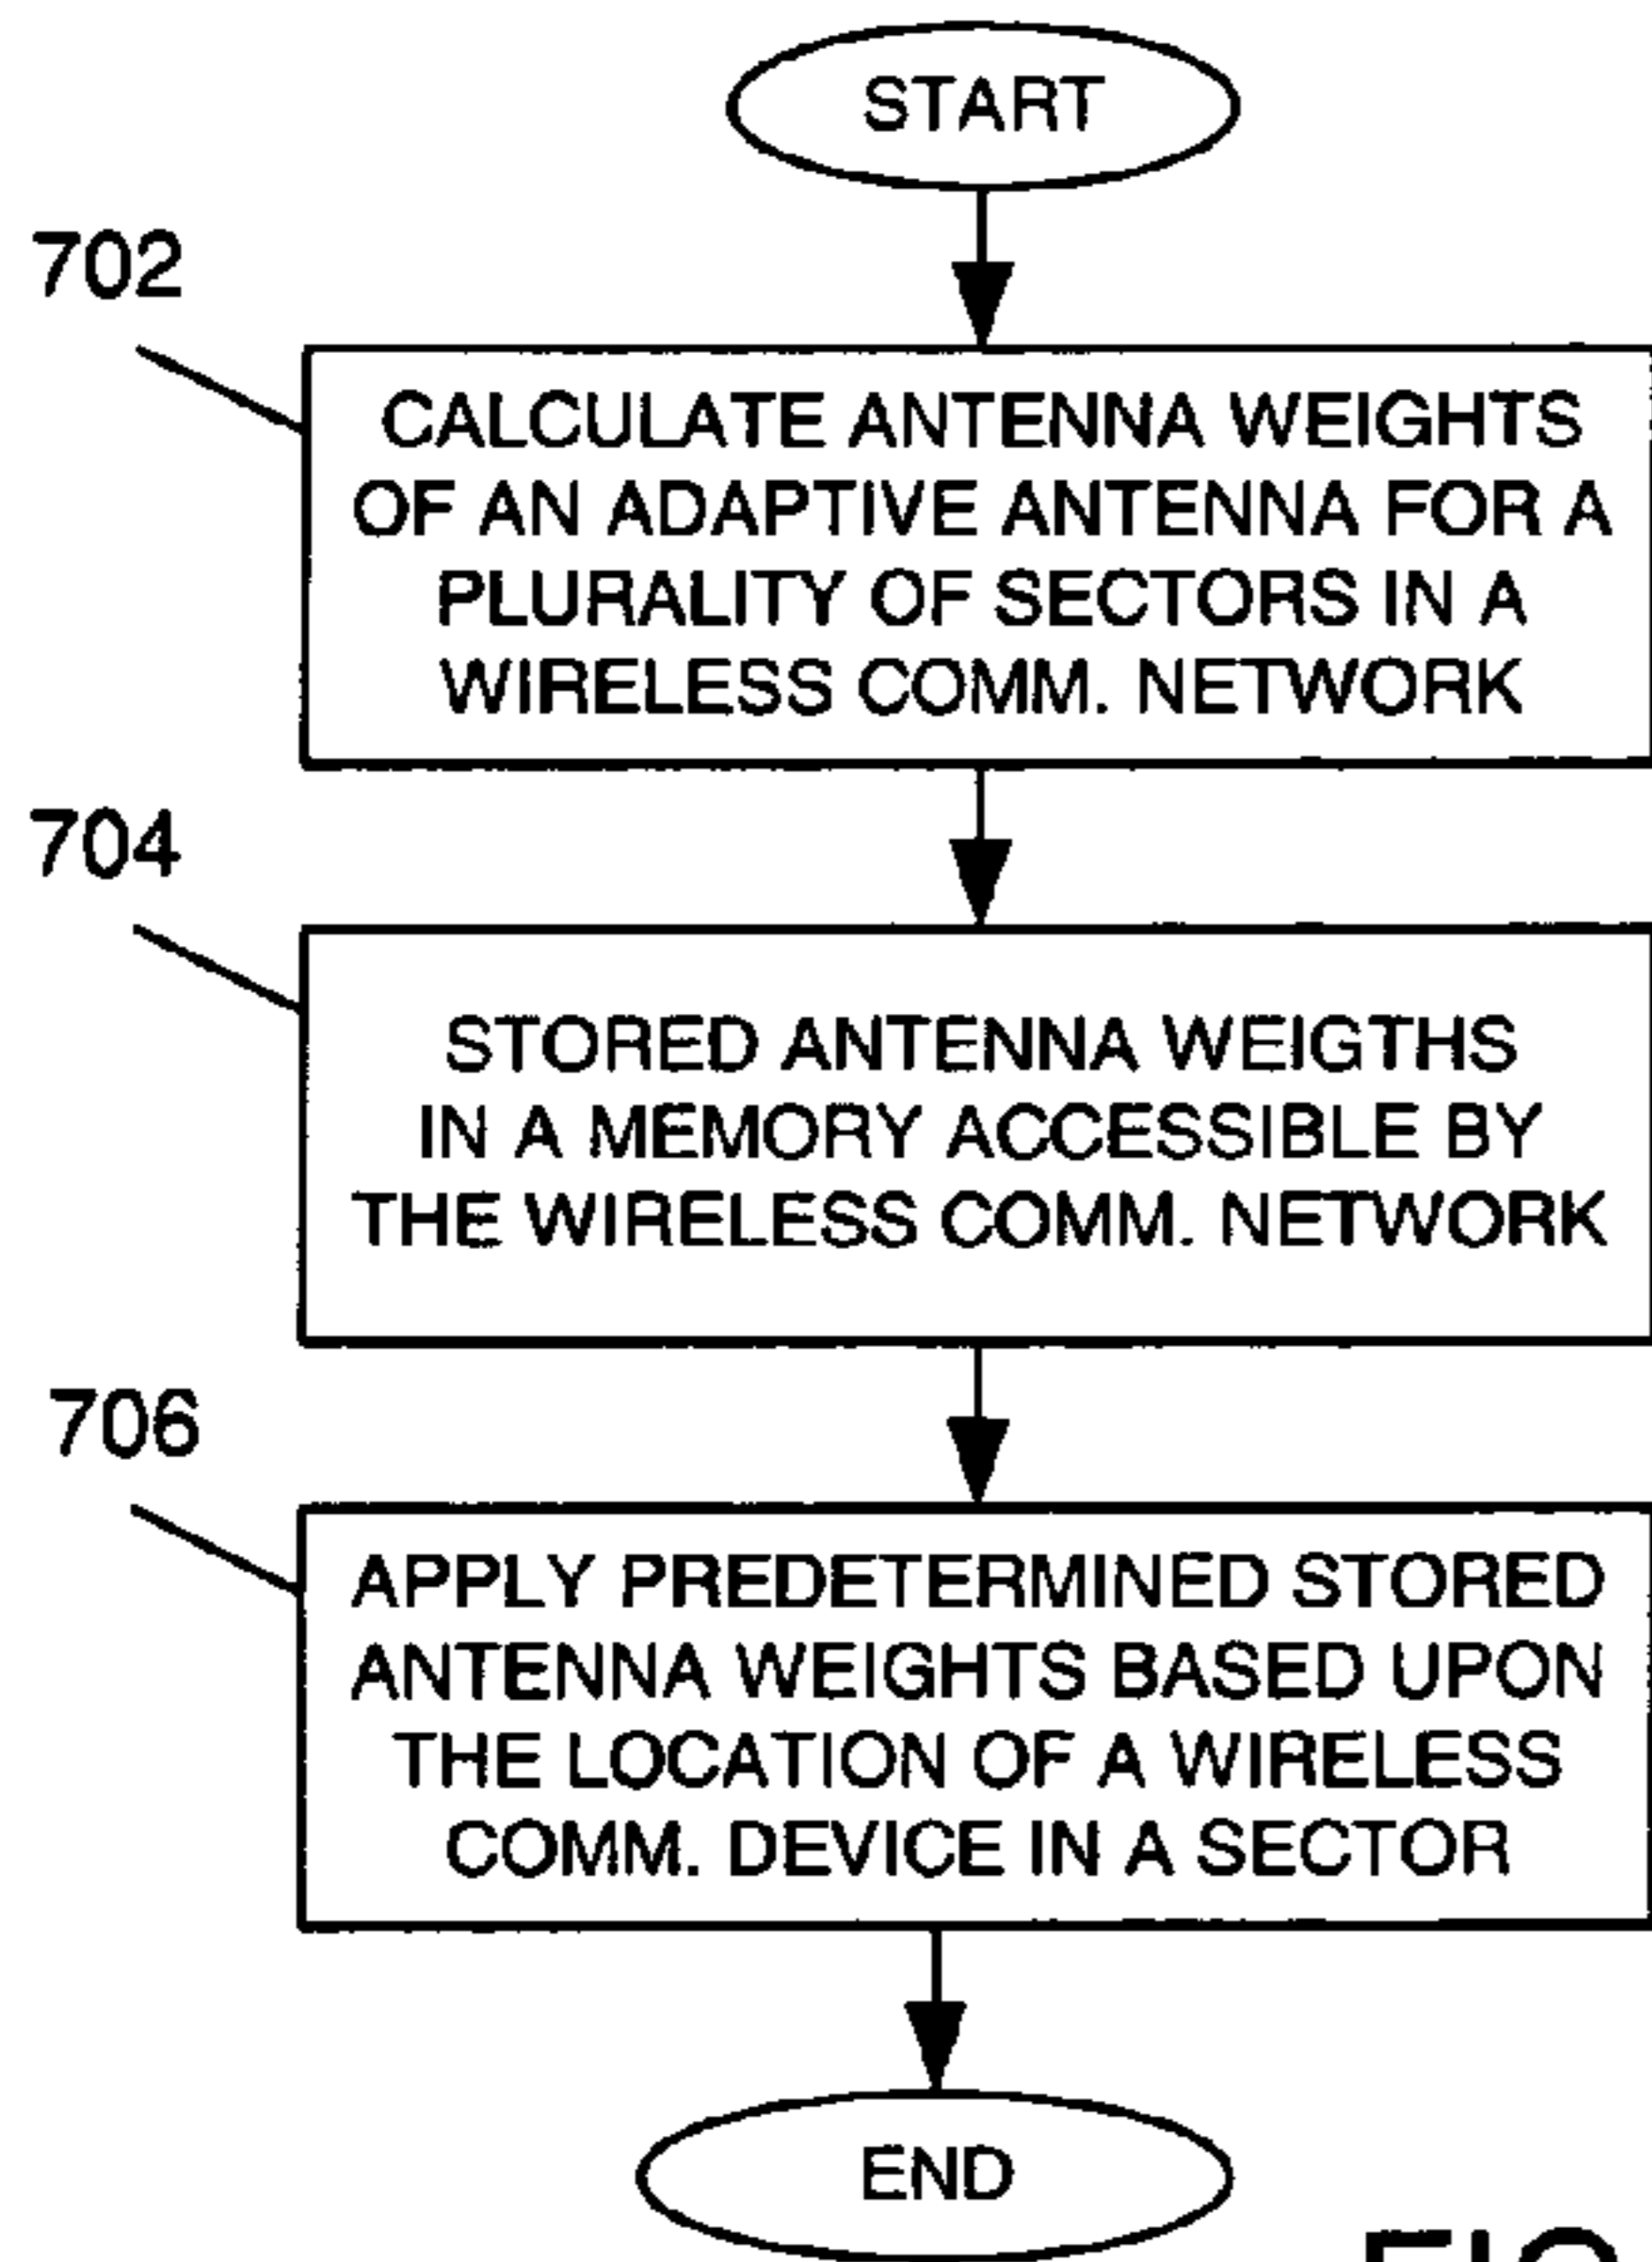 START
702
CALCULATE ANTENNA WEIGHTS
OF AN ADAPTIVE ANTENNA FOR A
PLURALITY OF SECTORS IN A
WIRELESS COMM. NETWORK
704
STORED ANTENNA WEIGTHS
IN A MEMORY ACCESSIBLE BY
THE WIRELESS COMM. NETWORK
706
APPLY PREDETERMINED STORED
ANTENNA WEIGHTS BASED UPON
THE LOCATION OF A WIRELESS
COMM. DEVICE IN A SECTOR
END